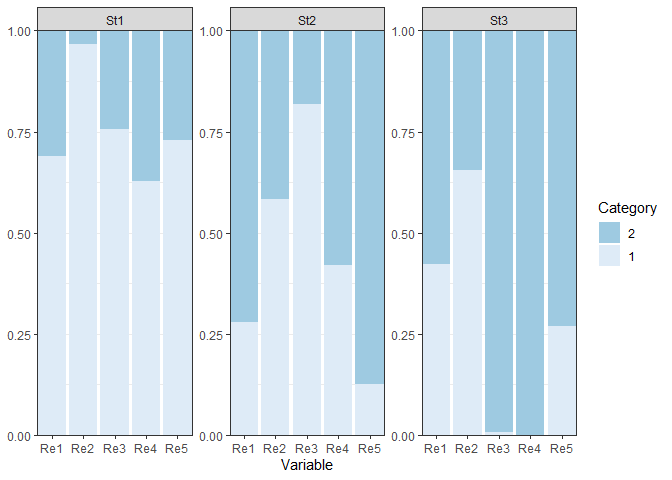 St1 St2 St3
1.00 1.00 1.00
0.75 0.75 0.75
0.50 0.50 0.50
0.25 0.25 0.25
0.00 0.00 0.00
Re1 Re2 Re3 Re4 Re5 Re1 Re2 Re3 Re4 Re5 Re1 Re2 Re3 Re4 Re5
Variable
Category
2
1